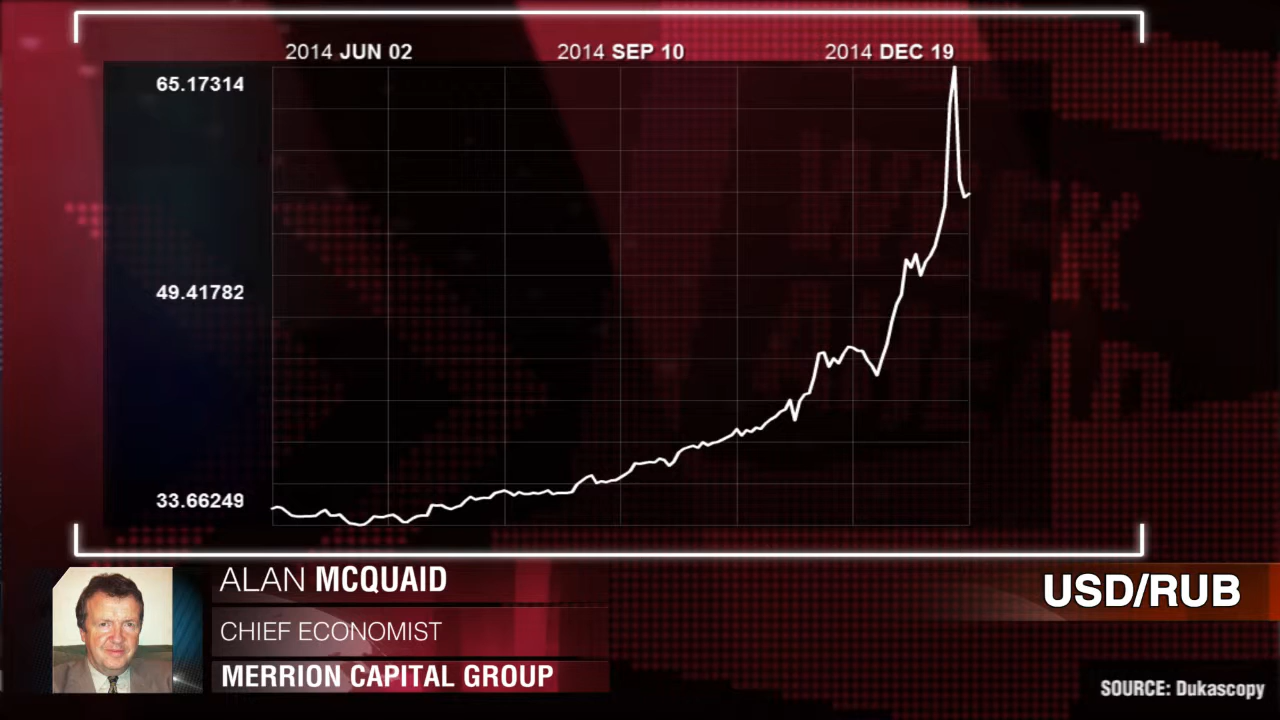 2014 JUN 02
2014 SEP 10
2014 DEC 19
65.17314
49.41782
33.66249
ALAN MCQUAID
CHIEF ECONOMIST
MERRION CAPITAL GROUP
USD/RUB
SOURCE: Dukascopy